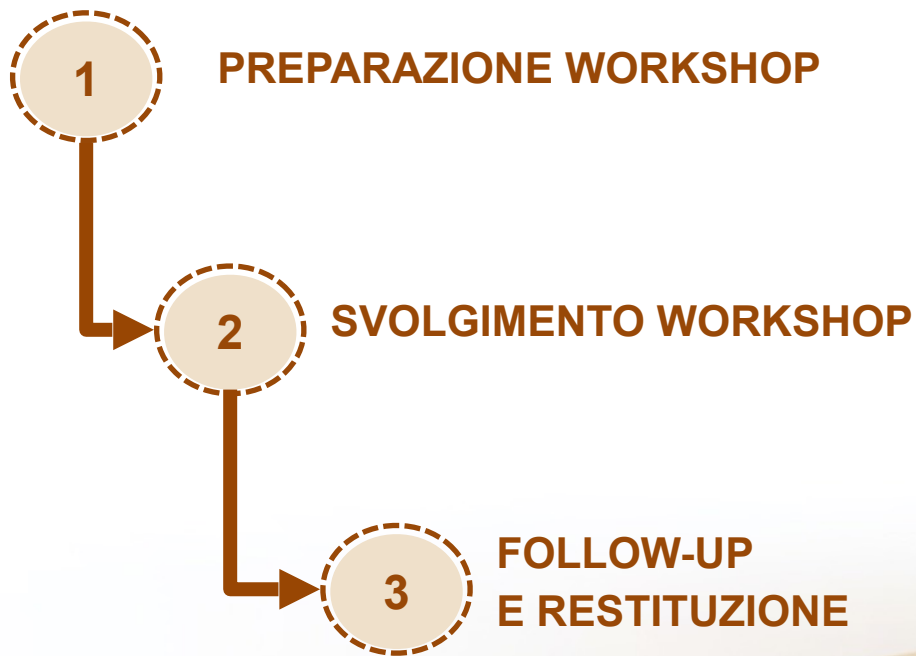 1
PREPARAZIONE WORKSHOP
2
SVOLGIMENTO WORKSHOP
3
FOLLOW-UP
E RESTITUZIONE